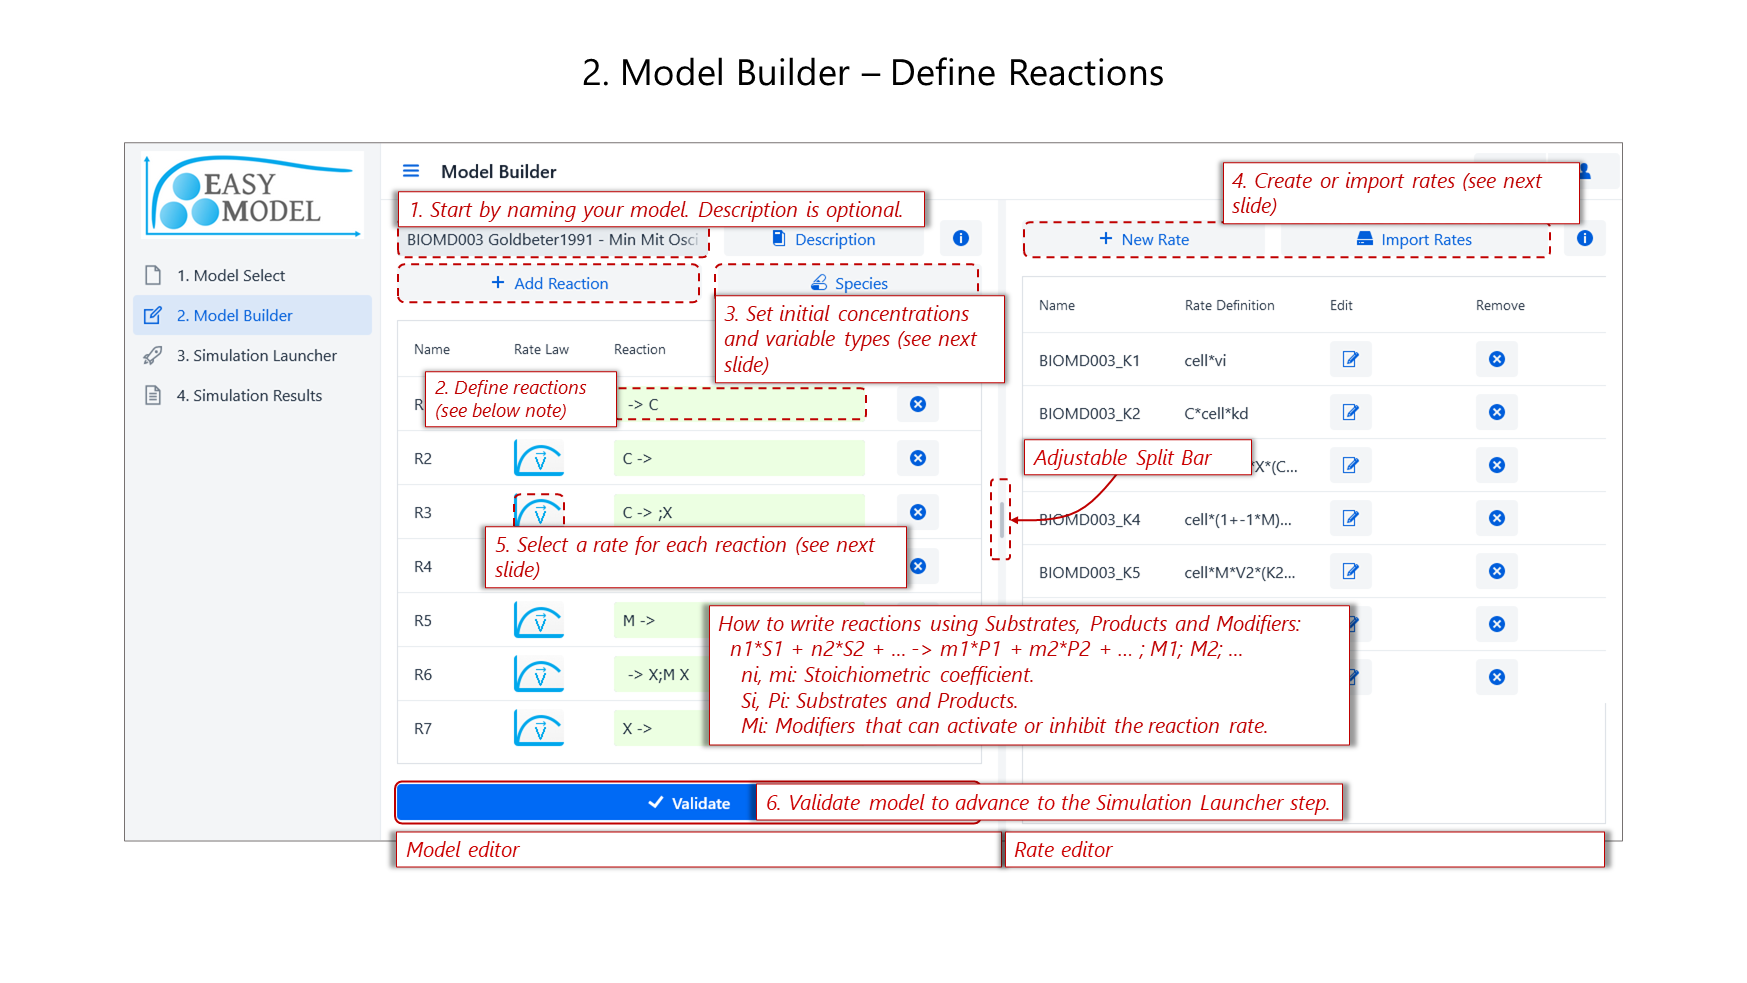 2. Model Builder – Define Reactions
EASY
MODEL
Model Builder
1. Model Select
2. Model Builder
3. Simulation Launcher
4. Simulation Results
1. Start by naming your model. Description is optional.
BIOMD003 Goldbeter1991 - Min Mit Osci
Description
Add Reaction
Species
3. Set initial concentrations
and variable types (see next
slide)
Name Rate Law Reaction
2. Define reactions
(see below note)
R
-> C
R2 V C ->
R3 V C -> ;X
5. Select a rate for each reaction (see next
slide)
R4
R5 V M ->
R6 V -> X;M X
R7 V X ->
Validate
6. Validate model to advance to the Simulation Launcher step.
Model editor
4. Create or import rates (see next
slide)
New Rate Import Rates
Name Rate Definition Edit Remove
BIOMD003_K1 cell*vi
BIOMD003_K2 C*cell*kd
Adjustable Split Bar
*X*(C...
BIOMD003_K4 cell*(1+-1*M)...
BIOMD003_K5 cell*M*V2*(K2...
How to write reactions using Substrates, Products and Modifiers:
n1*S1 + n2*S2 + ... -> m1*P1 + m2*P2 + ... ; M1; M2; ...
ni, mi: Stoichiometric coefficient.
Si, Pi: Substrates and Products.
Mi: Modifiers that can activate or inhibit the reaction rate.
Rate editor